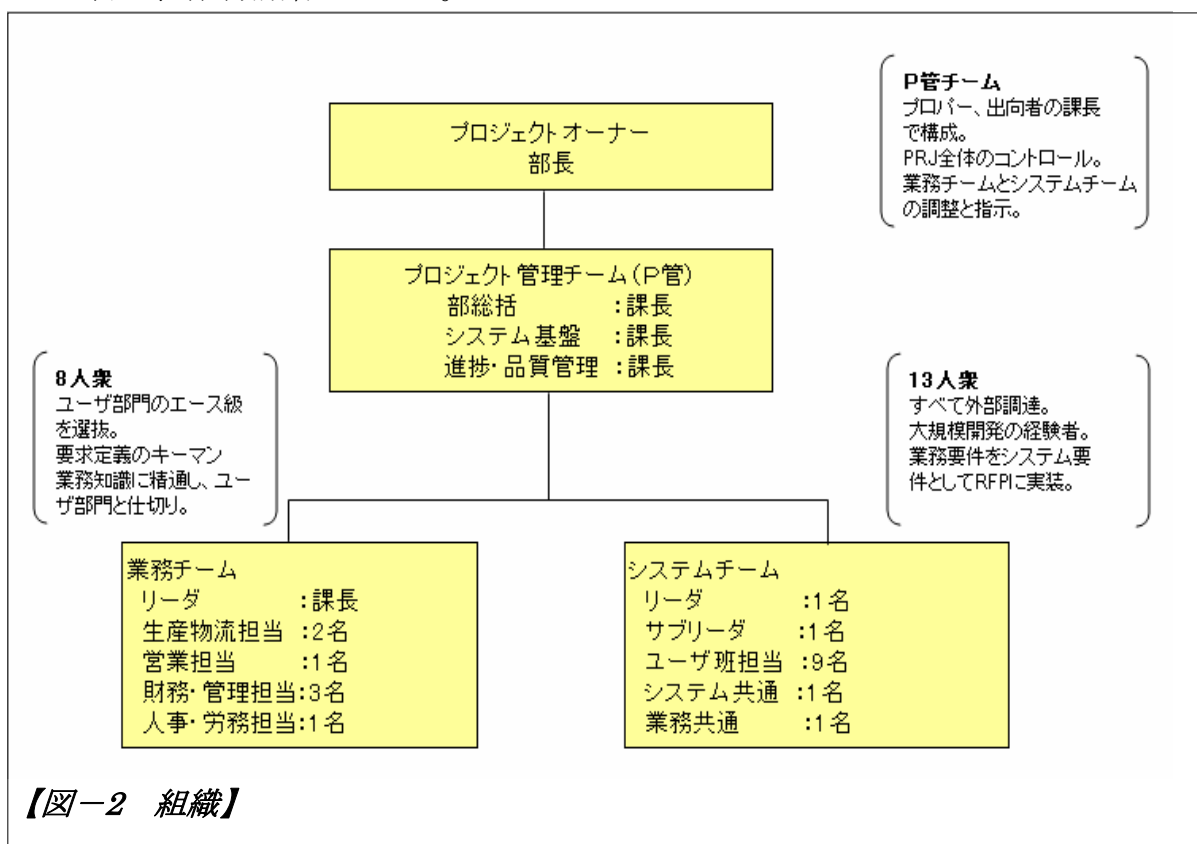 プロジェクトオーナー
部長
P管チーム
プロパー、出向者の課長
で構成。
PRJ全体のコントロール。
業務チームとシステムチーム
の調整と指示。
プロジェクト管理チーム(P管)
部総括 :課長
システム基盤 :課長
進捗・品質管理 :課長
8人衆
ユーザ部門のエース級
を選抜。
要求定義のキーマン
業務知識に精通し、ユー
ザ部門と仕切り。
13人衆
すべて外部調達。
大規模開発の経験者。
業務要件をシステム要
件としてRFPに実装。
業務チーム
リーダ :課長
生産物流担当 :2名
営業担当 :1名
財務・管理担当:3名
人事・労務担当:1名
システムチーム
リーダ :1名
サブリーダ :1名
ユーザ班担当 :9名
システム共通 :1名
業務共通 :1名
【図-2 組織】